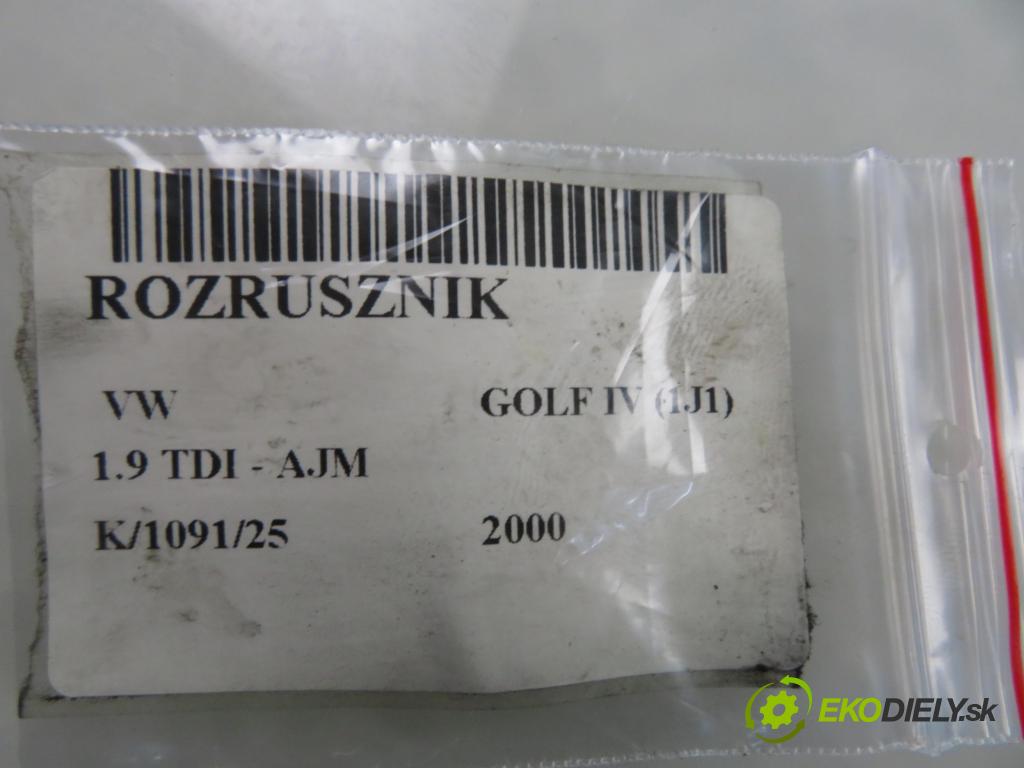 ROZRUSZNIK
VW GOLF IV (1J1)
1.9 TDI - AJM
K/1091/25 2000
EKODIELY.sk